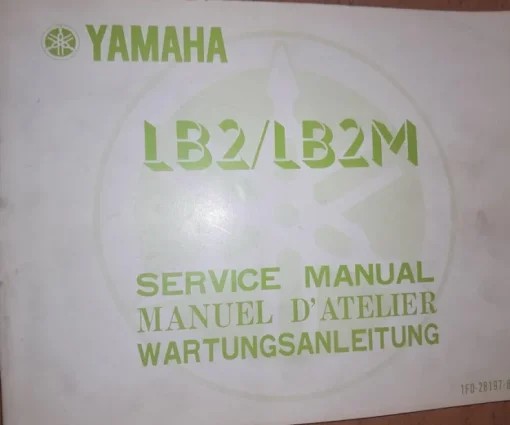 YAMAHA
LB2/LB2M
SERVICE MANUAL
MANUEL D'ATELIER
WARTUNGSANLEITUNG